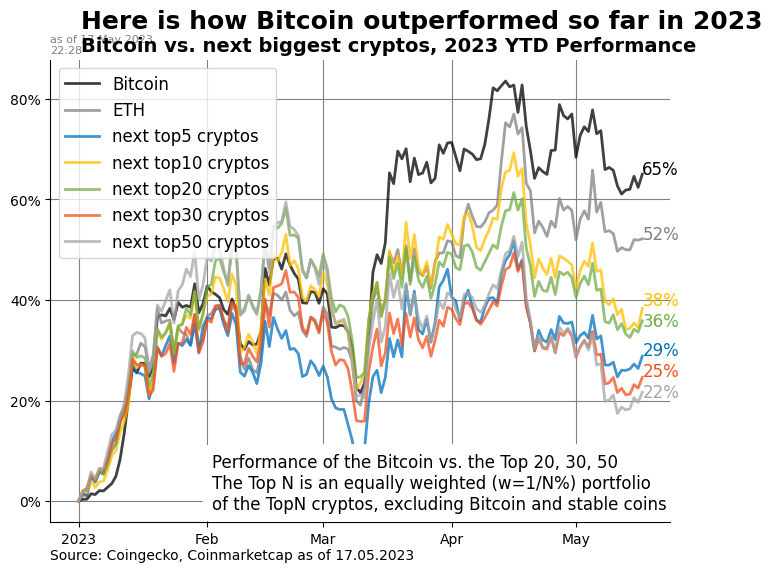 Here is how Bitcoin outperformed so far in 2023
as of 17 May 2023
22:28
Bitcoin vs. next biggest cryptos, 2023 YTD Performance
Bitcoin
ETH
next top5 cryptos
next top10 cryptos
next top20 cryptos
next top30 cryptos
next top50 cryptos
80%
60%
40%
20%
0%
65%
52%
38%
36%
29%
25%
22%
Performance of the Bitcoin vs. the Top 20, 30, 50
The Top N is an equally weighted (w=1/N%) portfolio
of the TopN cryptos, excluding Bitcoin and stable coins
2023 Feb Mar Apr May
Source: Coingecko, Coinmarketcap as of 17.05.2023